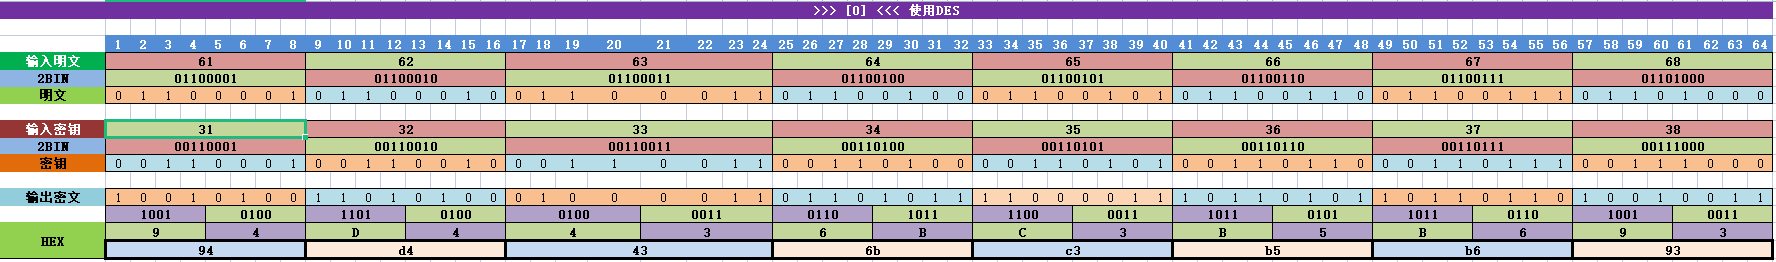 >>> [0] <<< 使用DES
1 2 3 4 5 6 7 8 9 10 11 12 13 14 15 16 17 18 19 20 21 22 23 24 25 26 27 28 29 30 31 32 33 34 35 36 37 38 39 40 41 42 43 44 45 46 47 48 49 50 51 52 53 54 55 56 57 58 59 60 61 62 63 64
输入明文 61 62 63 64 65 66 67 68
2BIN 01100001 01100010 01100011 01100100 01100101 01100110 01100111 01101000
明文 0 1 1 0 0 0 0 1 0 1 1 0 0 0 1 0 0 1 1 0 0 0 1 1 0 1 1 0 0 1 0 0 0 1 1 0 0 1 0 1 0 1 1 0 0 1 1 0 0 1 1 0 0 1 1 1 0 1 1 0 1 0 0 0
输入密钥 31 32 33 34 35 36 37 38
2BIN 00110001 00110010 00110011 00110100 00110101 00110110 00110111 00111000
密钥 0 0 1 1 0 0 0 1 0 0 1 1 0 0 1 0 0 0 1 1 0 0 1 1 0 0 1 1 0 1 0 0 0 0 1 1 0 1 0 1 0 0 1 1 0 1 1 0 0 0 1 1 0 1 1 1 0 0 1 1 1 0 0 0
输出密文 1 0 0 1 0 1 0 0 1 1 0 1 0 1 0 0 0 1 0 0 0 0 1 1 0 1 1 0 1 0 1 1 1 1 0 0 0 0 1 1 1 0 1 1 0 1 0 1 1 0 1 1 0 1 1 0 1 0 0 1 0 0 1 1
1001 0100 1101 0100 0100 0011 0110 1011 1100 0011 1011 0101 1011 0110 1001 0011
HEX 9 4 D 4 4 3 6 B C 3 B 5 B 6 9 3
94 d4 43 6b c3 b5 b6 93